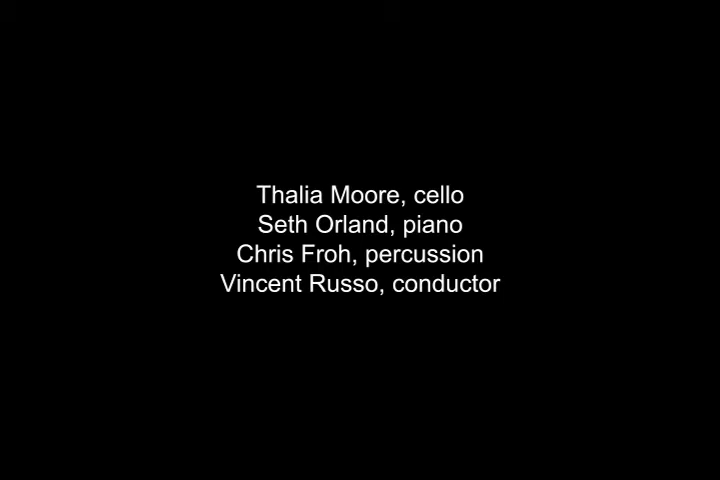 Thalia Moore, cello
Seth Orland, piano
Chris Froh, percussion
Vincent Russo, conductor